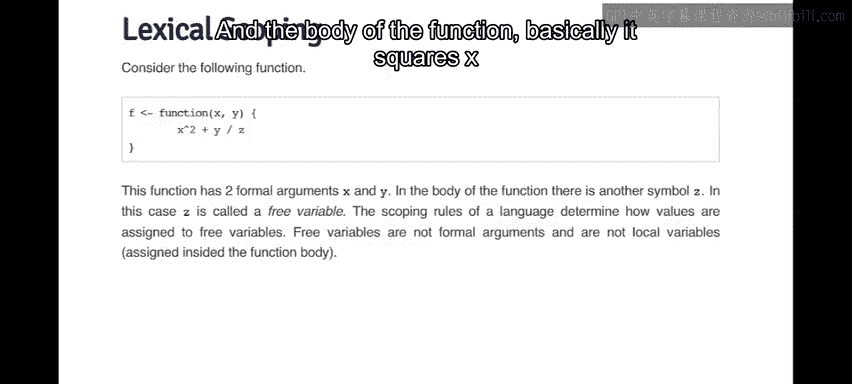 Lexical Scoping
And the body of the function, basically it
squares x
Consider the following function.
f <- function(x, y) {
x^2 + y / z
}
This function has 2 formal arguments x and y. In the body of the function there is another symbol z. In
this case z is called a free variable. The scoping rules of a language determine how values are
assigned to free variables. Free variables are not formal arguments and are not local variables
(assigned insided the function body).